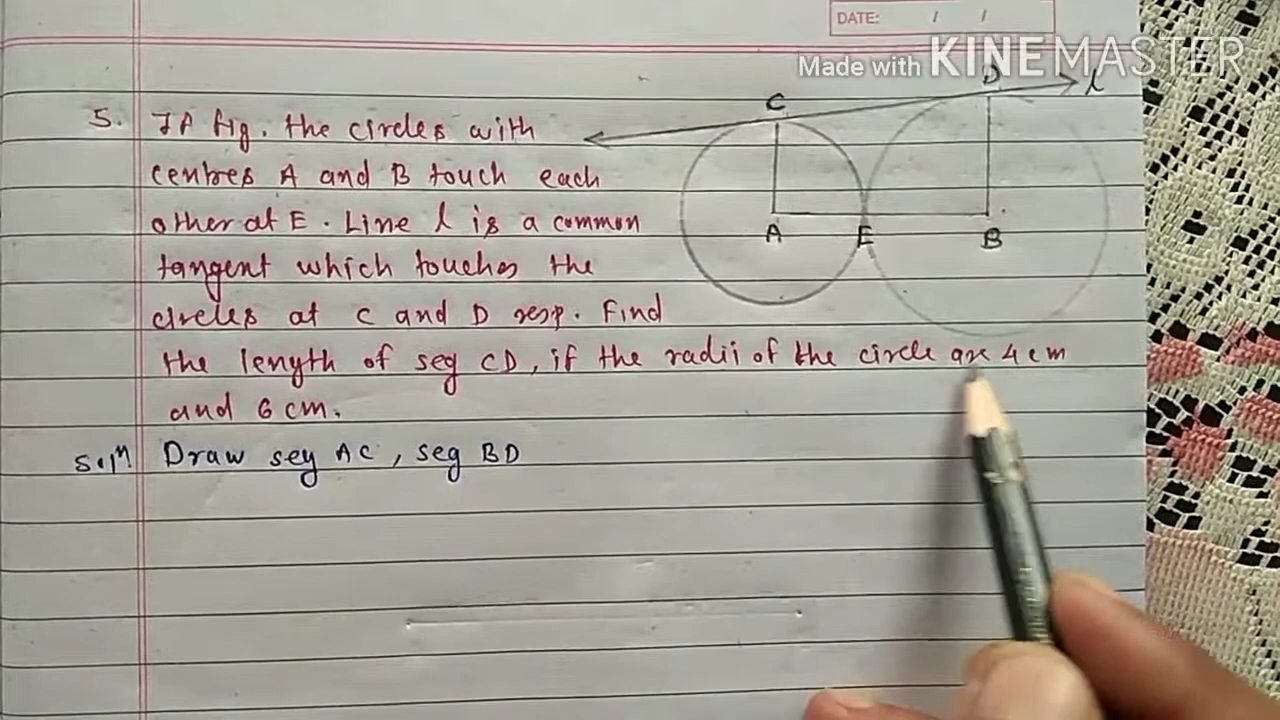 DATE: / /
Made with KINEMASTER
D
l
C
5. If fig. the circles with
centres A and B touch each
other at E. Line l is a common
A E B
tangent which touches the
circles at C and D resp. Find
the length of seg CD, if the radii of the circle are 4 cm
and 6 cm.
Soln Draw seg AC, seg BD